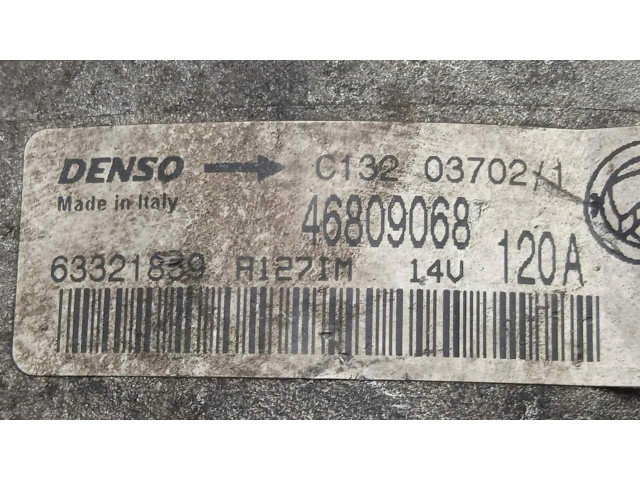 DENSO → C132 03702/1
Made in Italy 46809068
63321839 A127IM 14V 120A